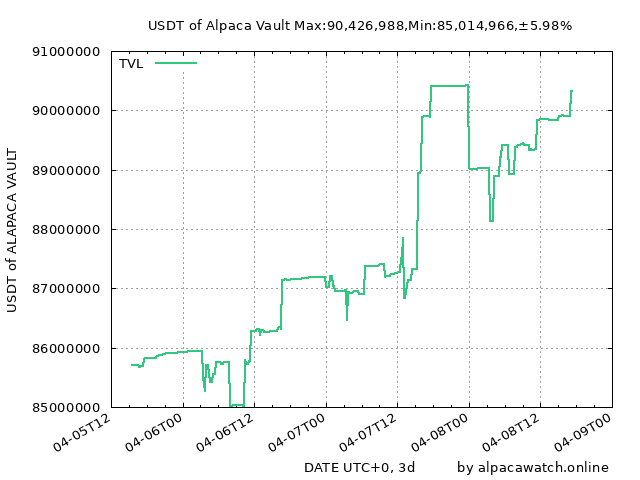 USDT of Alpaca Vault Max:90,426,988,Min:85,014,966,±5.98%
TVL
91000000
90000000
89000000
88000000
87000000
86000000
85000000
USDT of ALAPACA VAULT
04-05T12
04-06T00
04-06T12
04-07T00
04-07T12
04-08T00
04-08T12
04-09T00
DATE UTC+0, 3d
by alpacawatch.online